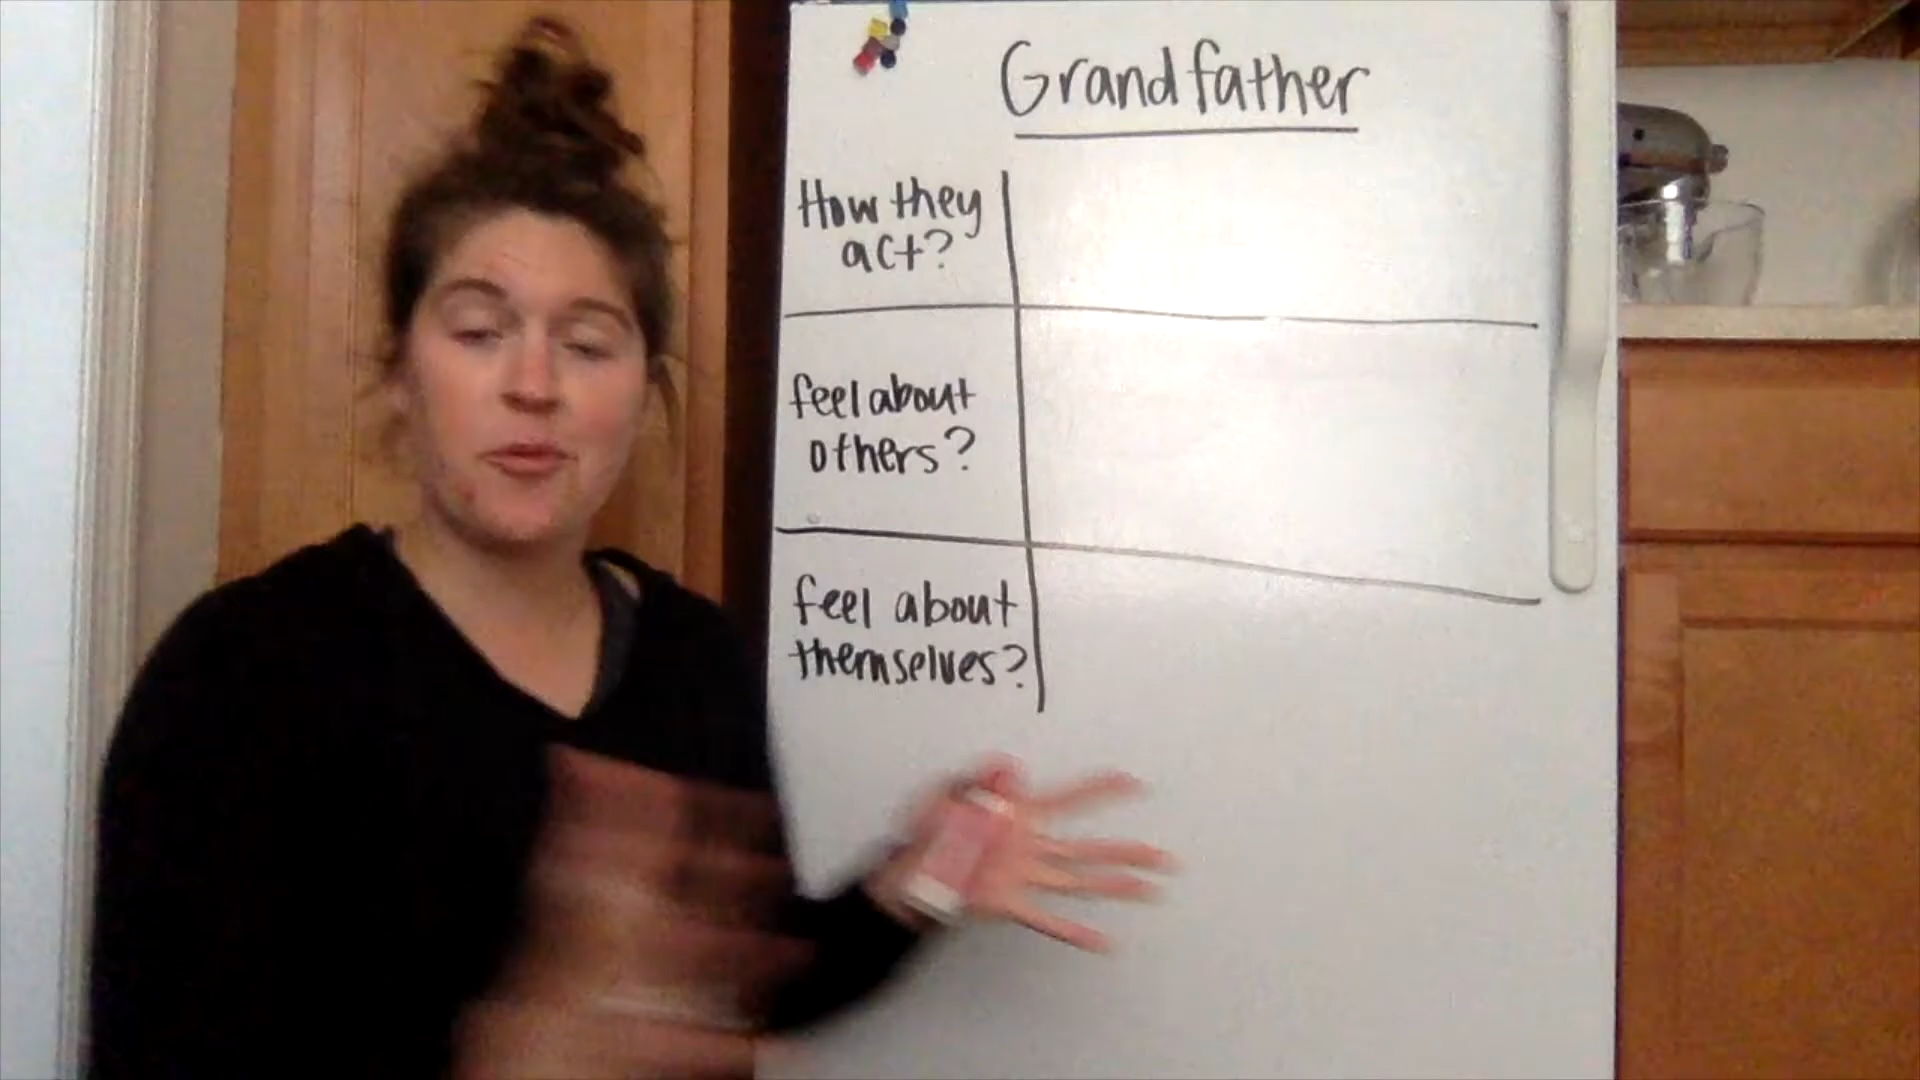 Grandfather
How they
act?
feel about
others?
feel about
themselves?